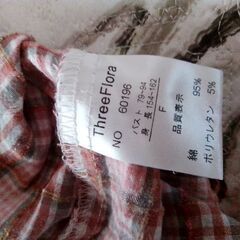 ThreeFlora
NO 60196
バスト 79~94
身長 154~162
F
品質表示
綿 95%
ポリウレタン 5%